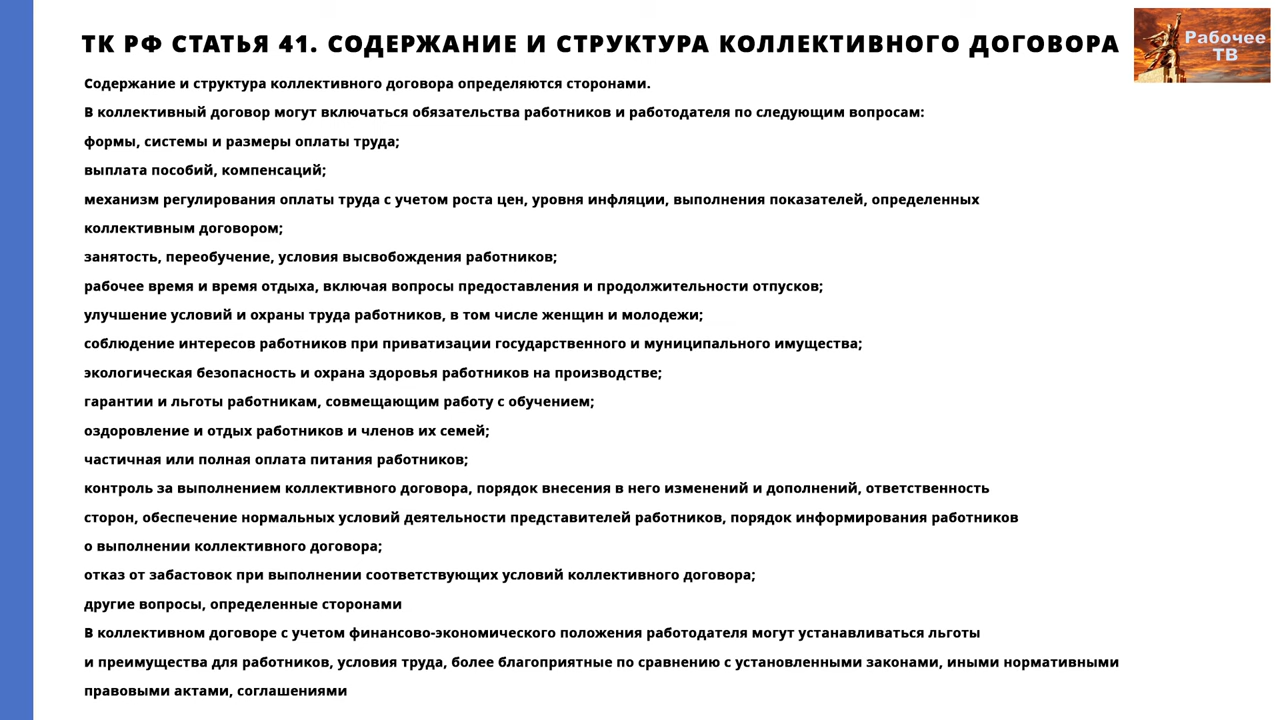 ТК РФ СТАТЬЯ 41. СОДЕРЖАНИЕ И СТРУКТУРА КОЛЛЕКТИВНОГО ДОГОВОРА
Рабочее
ТВ
Содержание и структура коллективного договора определяются сторонами.
В коллективный договор могут включаться обязательства работников и работодателя по следующим вопросам:
формы, системы и размеры оплаты труда;
выплата пособий, компенсаций;
механизм регулирования оплаты труда с учетом роста цен, уровня инфляции, выполнения показателей, определенных
коллективным договором;
занятость, переобучение, условия высвобождения работников;
рабочее время и время отдыха, включая вопросы предоставления и продолжительности отпусков;
улучшение условий и охраны труда работников, в том числе женщин и молодежи;
соблюдение интересов работников при приватизации государственного и муниципального имущества;
экологическая безопасность и охрана здоровья работников на производстве;
гарантии и льготы работникам, совмещающим работу с обучением;
оздоровление и отдых работников и членов их семей;
частичная или полная оплата питания работников;
контроль за выполнением коллективного договора, порядок внесения в него изменений и дополнений, ответственность
сторон, обеспечение нормальных условий деятельности представителей работников, порядок информирования работников
о выполнении коллективного договора;
отказ от забастовок при выполнении соответствующих условий коллективного договора;
другие вопросы, определенные сторонами
В коллективном договоре с учетом финансово-экономического положения работодателя могут устанавливаться льготы
и преимущества для работников, условия труда, более благоприятные по сравнению с установленными законами, иными нормативными
правовыми актами, соглашениями